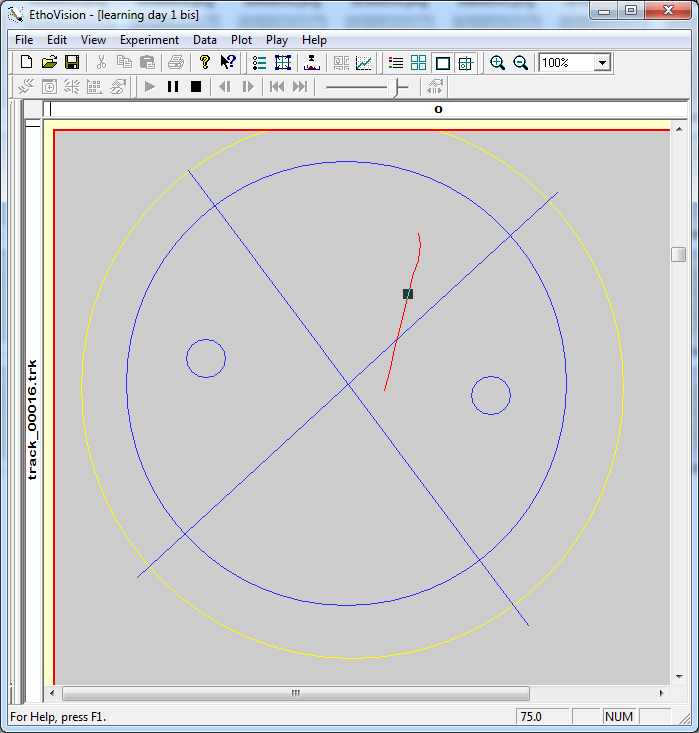 EthoVision - [learning day 1 bis]
File Edit View Experiment Data Plot Play Help
100%
O
track_00016.trk
For Help, press F1.
75.0
NUM